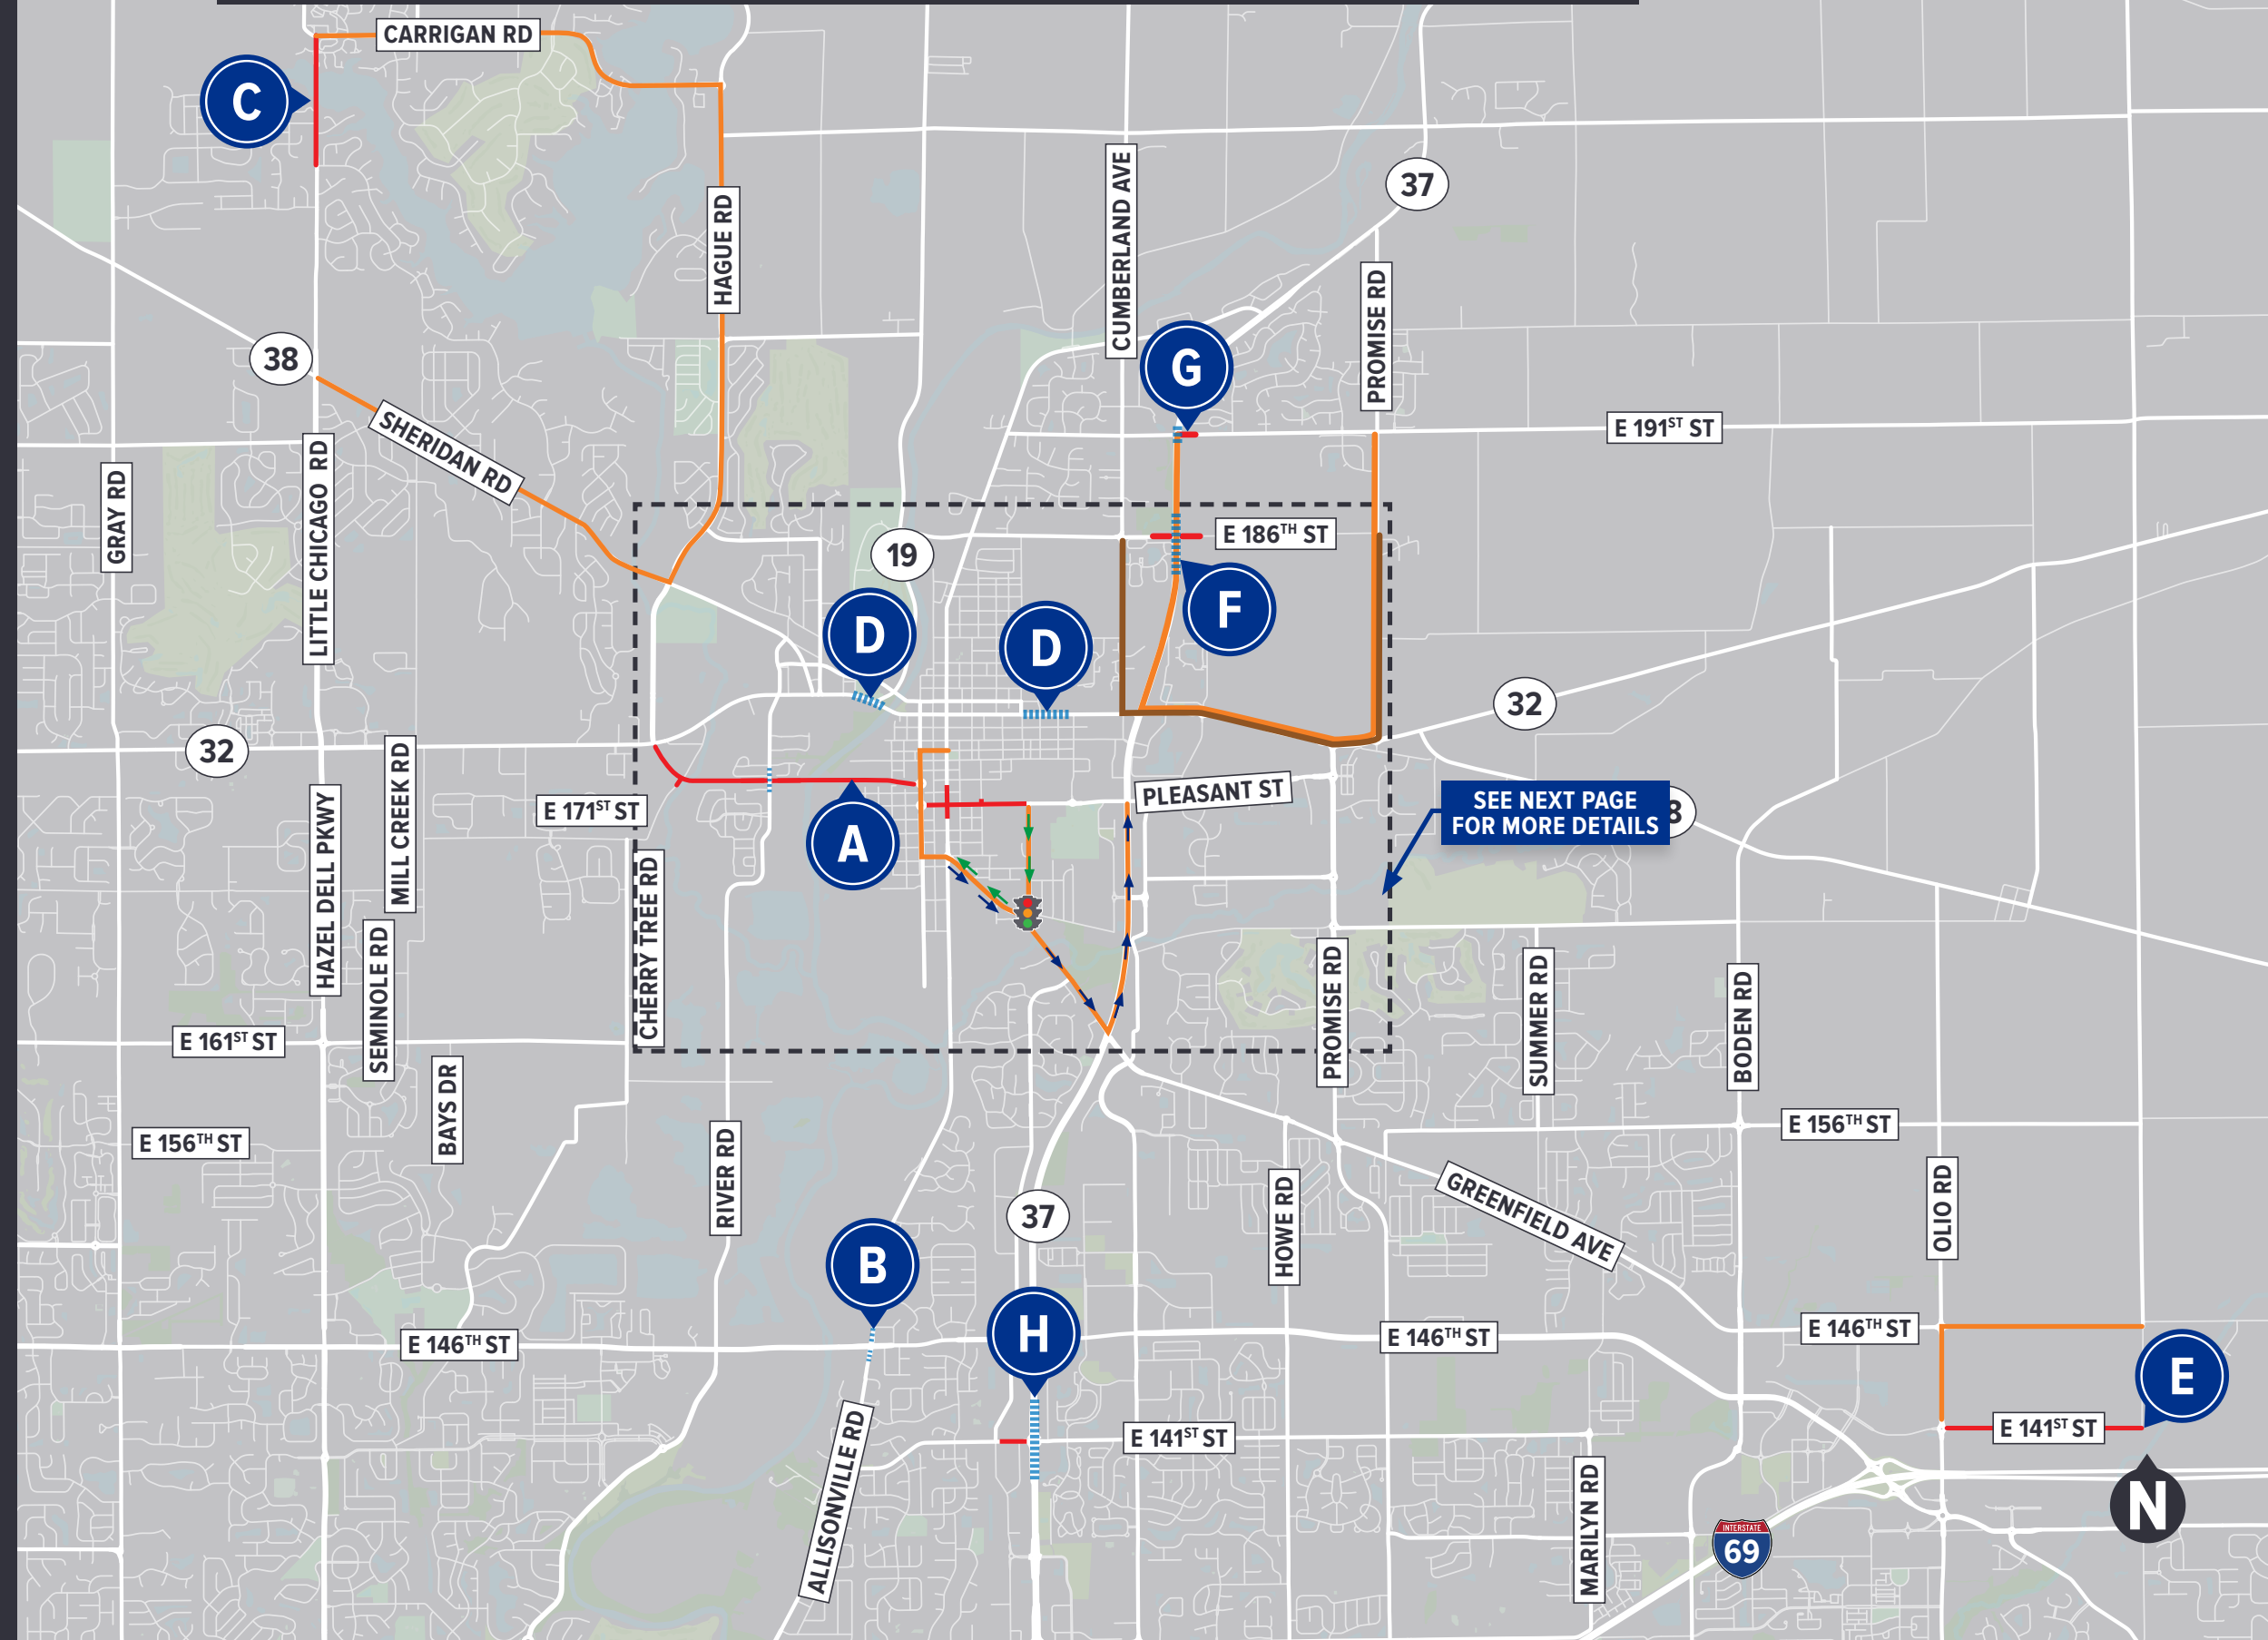 CARRIGAN RD
C
HAGUE RD
CUMBERLAND AVE
37
PROMISE RD
38
G
SHERIDAN RD
E 191ST ST
LITTLE CHICAGO RD
GRAY RD
E 186TH ST
19
F
D
D
32
32
MILL CREEK RD
HAZEL DELL PKWY
E 171ST ST
PLEASANT ST
SEE NEXT PAGE
FOR MORE DETAILS
8
A
CHERRY TREE RD
SEMINOLE RD
PROMISE RD
SUMMER RD
BODEN RD
E 161ST ST
BAYS DR
E 156TH ST
E 156TH ST
RIVER RD
37
HOWE RD
GREENFIELD AVE
OLIO RD
B
H
E 146TH ST
E 146TH ST
E 146TH ST
E
E 141ST ST
E 141ST ST
ALLISONVILLE RD
MARILYN RD
INTERSTATE
69
N